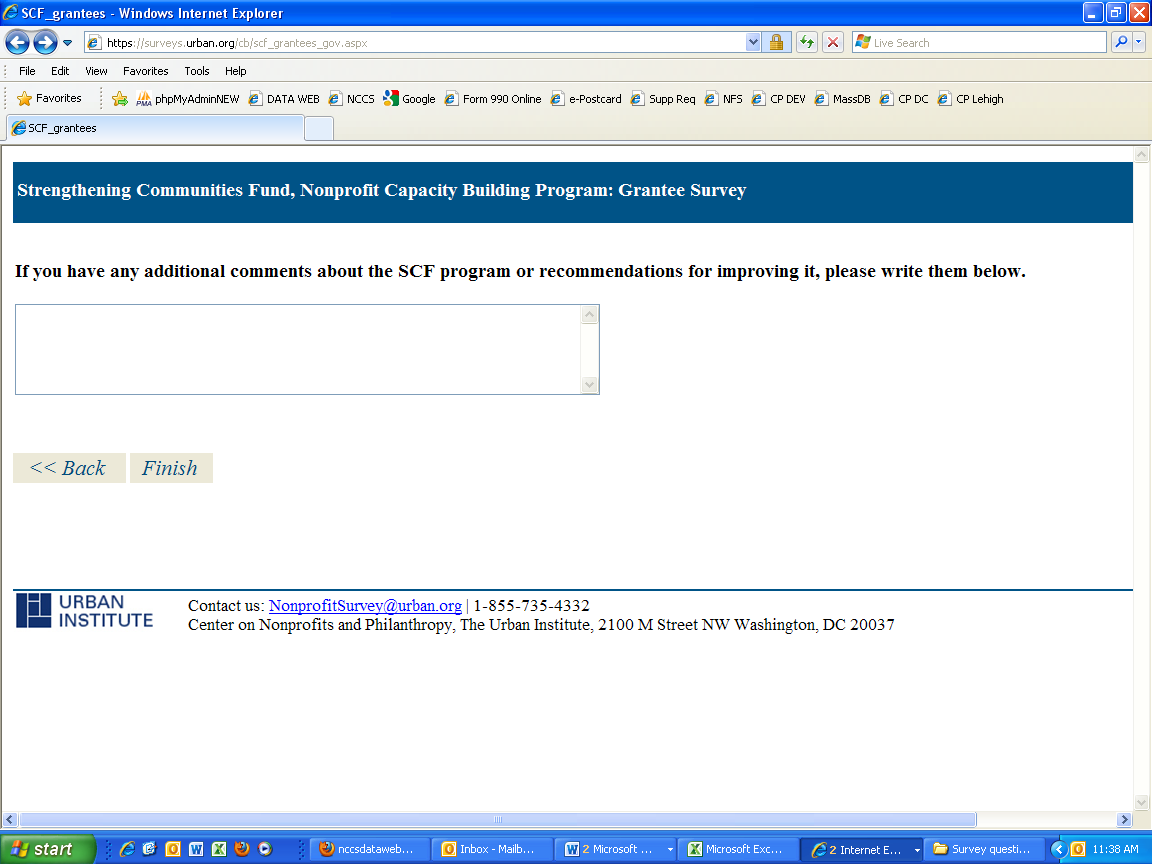 SCF_grantees - Windows Internet Explorer
https://surveys.urban.org/cb/scf_grantees_gov.aspx
Live Search
File Edit View Favorites Tools Help
Favorites phpMyAdminNEW DATA WEB NCCS Google Form 990 Online e-Postcard Supp Req NFS CP DEV MassDB CP DC CP Lehigh
SCF_grantees
Strengthening Communities Fund, Nonprofit Capacity Building Program: Grantee Survey
If you have any additional comments about the SCF program or recommendations for improving it, please write them below.
<< Back Finish
URBAN INSTITUTE
Contact us: NonprofitSurvey@urban.org | 1-855-735-4332
Center on Nonprofits and Philanthropy, The Urban Institute, 2100 M Street NW Washington, DC 20037
start nccsdataweb... Inbox - Mailb... 2 Microsoft ... Microsoft Exc... 2 Internet E... Survey questi... 11:38 AM